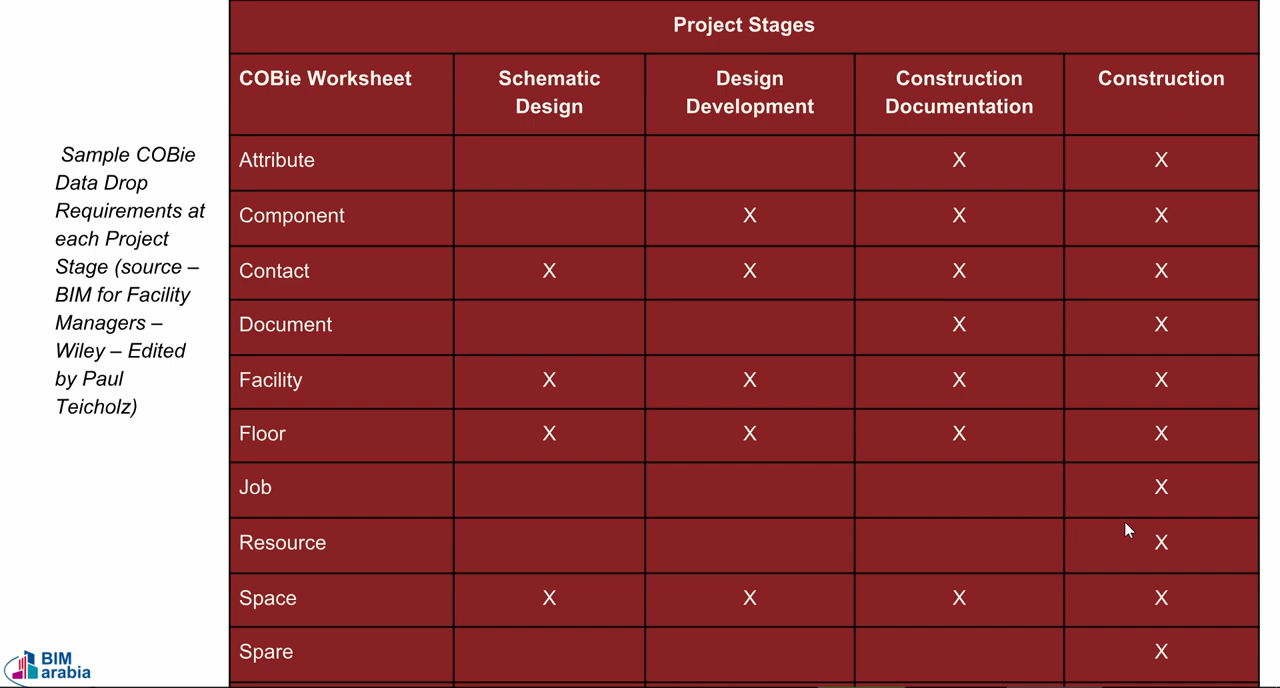 Project Stages
COBie Worksheet Schematic Design Design Development Construction Documentation Construction
Attribute X X
Component X X X
Contact X X X X
Document X X
Facility X X X X
Floor X X X X
Job X
Resource X
Space X X X X
Spare X
Sample COBie
Data Drop
Requirements at
each Project
Stage (source –
BIM for Facility
Managers –
Wiley – Edited
by Paul
Teicholz)
BIM
arabia